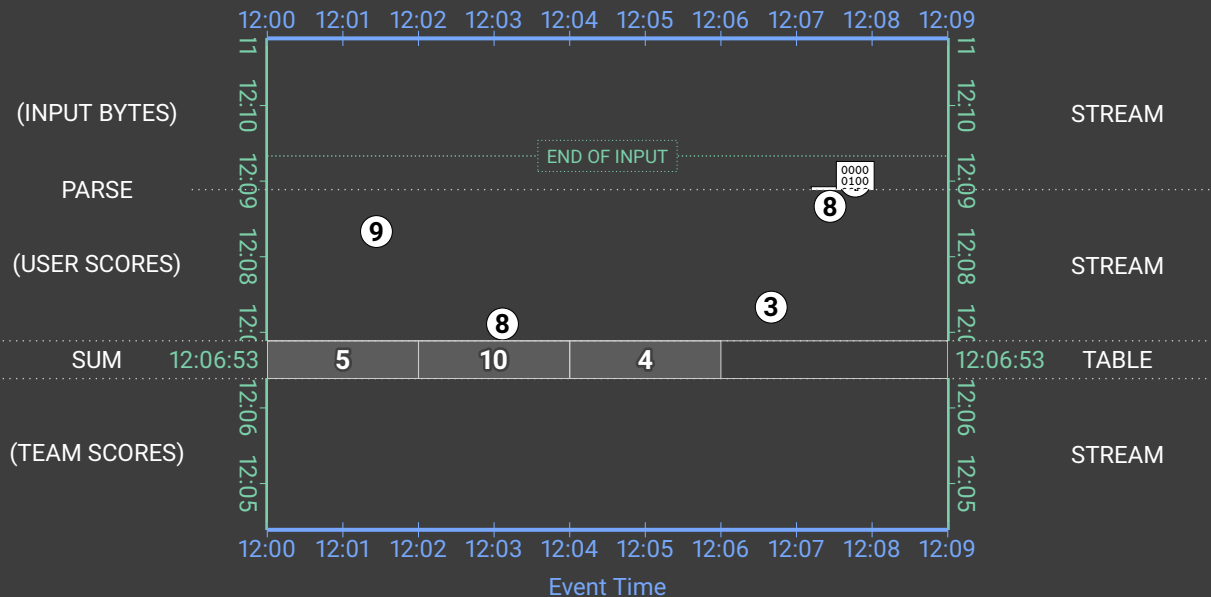 12:00 12:01 12:02 12:03 12:04 12:05 12:06 12:07 12:08 12:09
11 11
(INPUT BYTES) 12:10 12:10 STREAM
END OF INPUT
0000
0100
PARSE 12:09 12:09
8
9
(USER SCORES) 12:08 12:08 STREAM
3
8
SUM 12:06:53 5 10 4 12:06:53 TABLE
12:06 12:06
(TEAM SCORES) STREAM
12:05 12:05
12:00 12:01 12:02 12:03 12:04 12:05 12:06 12:07 12:08 12:09
Event Time